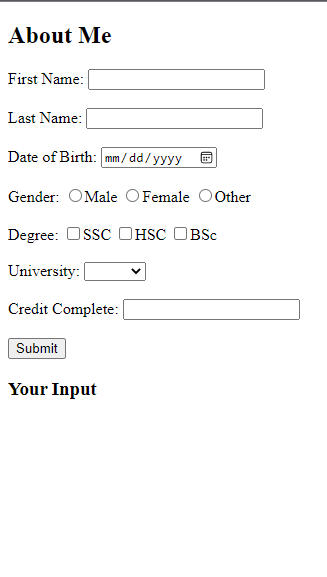 About Me
First Name:
Last Name:
Date of Birth: mm/dd/yyyy
Gender: Male Female Other
Degree: SSC HSC BSc
University:
Credit Complete:
Submit
Your Input